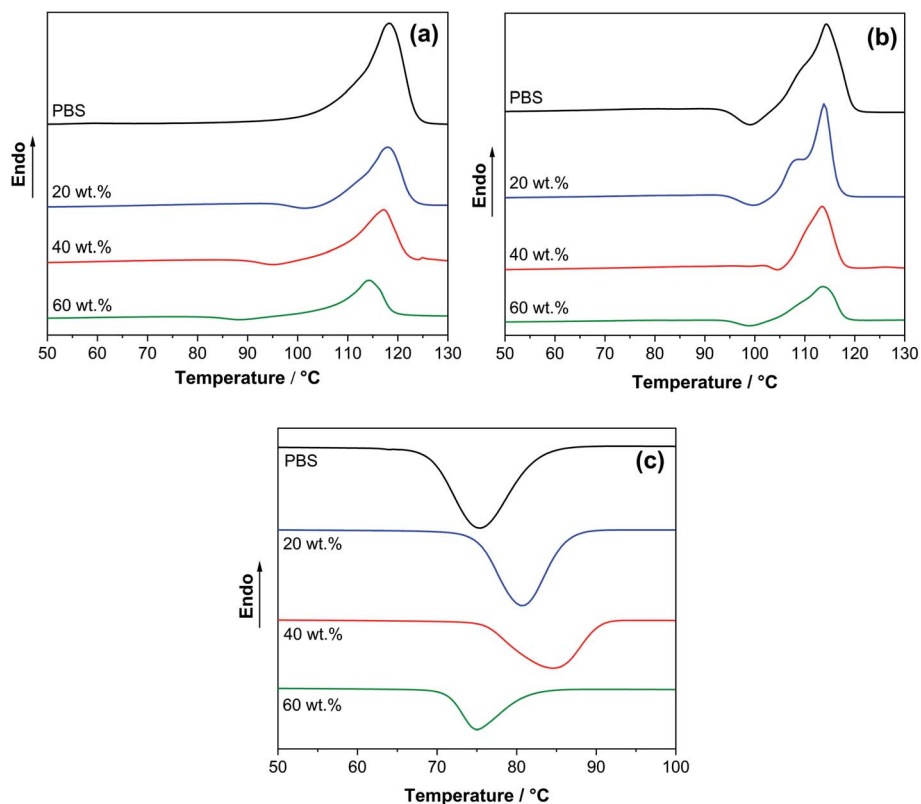 (a)
PBS
20 wt.%
40 wt.%
60 wt.%
Endo
50 60 70 80 90 100 110 120 130
Temperature / °C
(b)
PBS
20 wt.%
40 wt.%
60 wt.%
Endo
50 60 70 80 90 100 110 120 130
Temperature / °C
(c)
PBS
20 wt.%
40 wt.%
60 wt.%
Endo
50 60 70 80 90 100
Temperature / °C